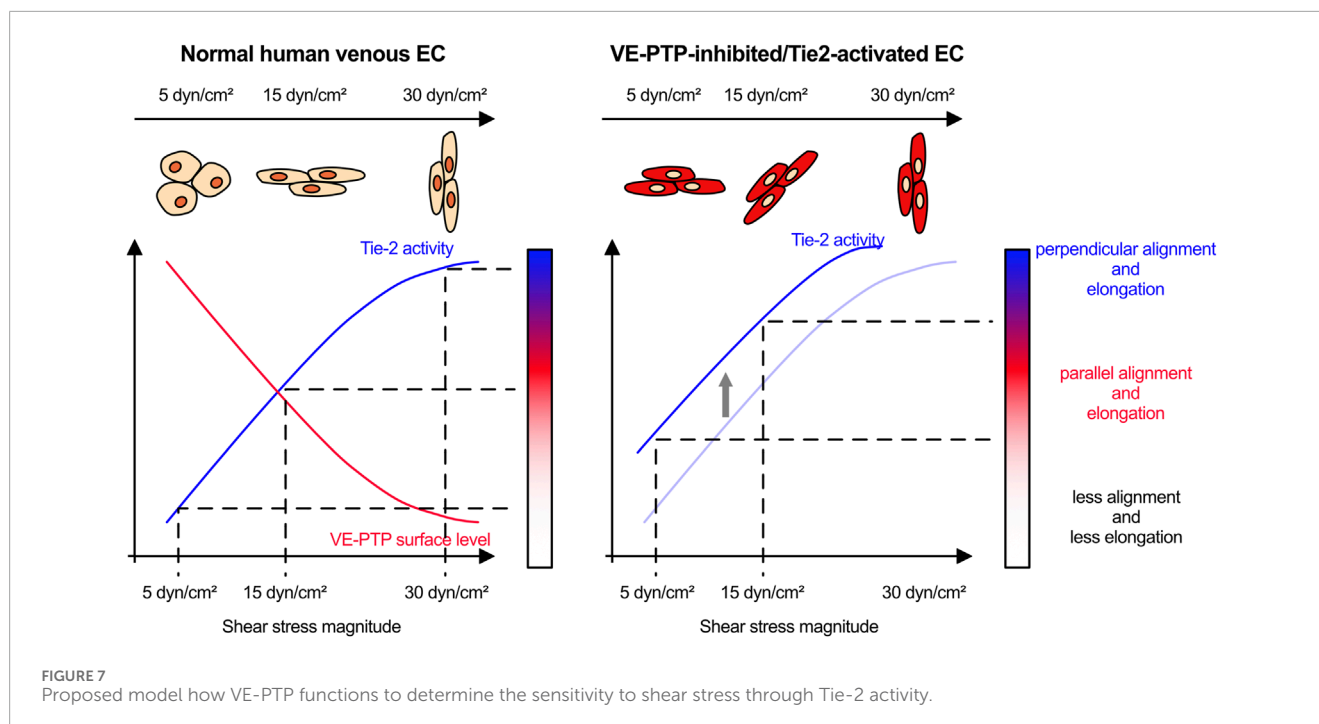 Normal human venous EC
5 dyn/cm²
15 dyn/cm²
30 dyn/cm²
Tie-2 activity
VE-PTP surface level
5 dyn/cm²
15 dyn/cm²
30 dyn/cm²
Shear stress magnitude
VE-PTP-inhibited/Tie2-activated EC
5 dyn/cm²
15 dyn/cm²
30 dyn/cm²
Tie-2 activity
5 dyn/cm²
15 dyn/cm²
30 dyn/cm²
Shear stress magnitude
perpendicular alignment
and
elongation
parallel alignment
and
elongation
less alignment
and
less elongation
FIGURE 7
Proposed model how VE-PTP functions to determine the sensitivity to shear stress through Tie-2 activity.